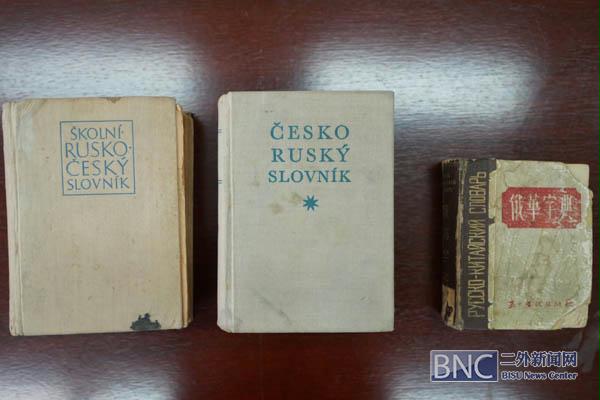 ŠKOLNÍ-
RUSKO-
ČESKÝ
SLOVNÍK
ČESKO
RUSKÝ
SLOVNÍK
РУССКО-КИТАЙСКИЙ СЛОВАРЬ
俄華字典
BNC 二外新闻网
BISU News Center